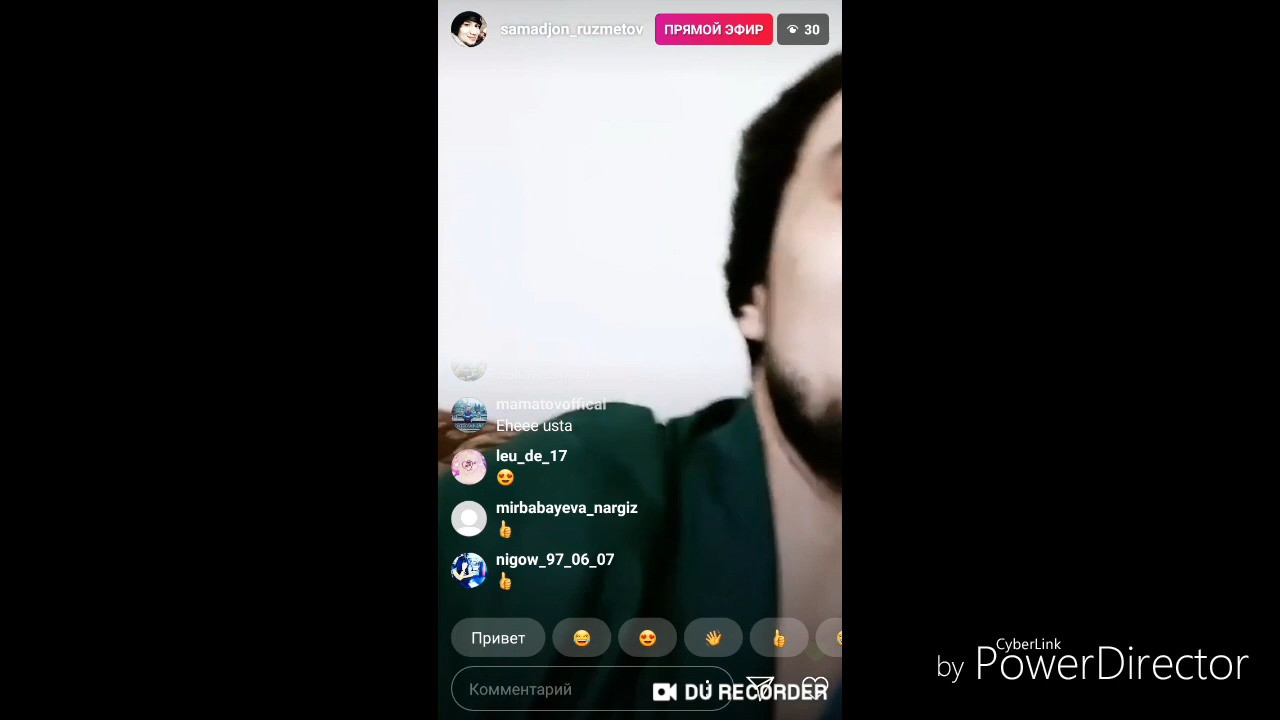 samadjon_ruzmetov ПРЯМОЙ ЭФИР 30
mamatovoffical
Eheee usta
leu_de_17
😍
mirbabayeva_nargiz
👍
nigow_97_06_07
👍
Привет 😂 😍 👋 👍
Комментарий
DU RECORDER
CyberLink
by PowerDirector